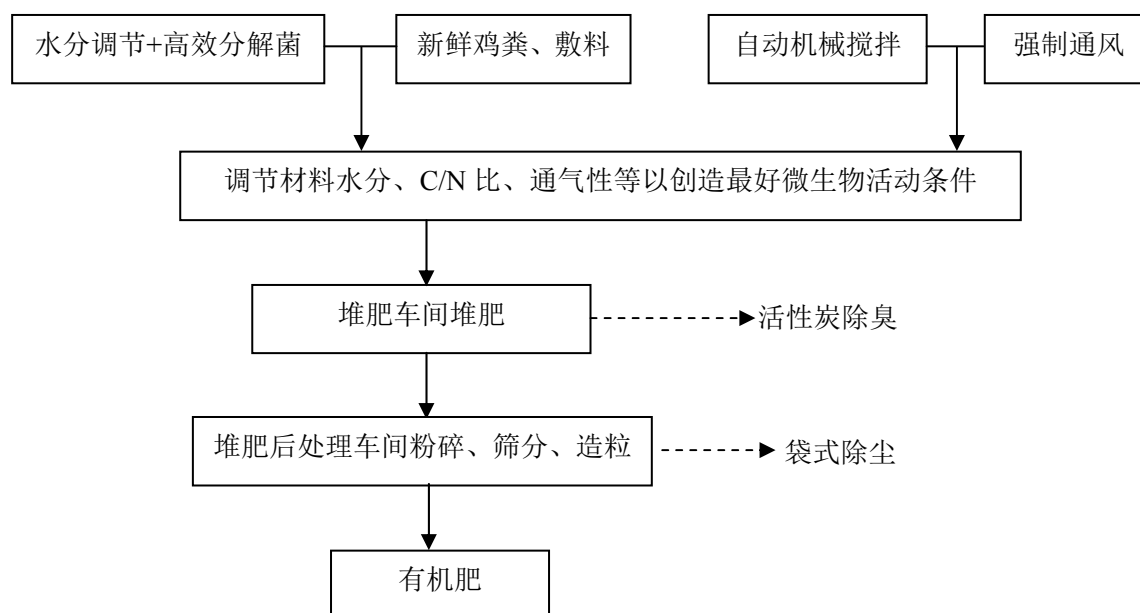 水分调节+高效分解菌
新鲜鸡粪、敷料
自动机械搅拌
强制通风
调节材料水分、C/N 比、通气性等以创造最好微生物活动条件
堆肥车间堆肥
活性炭除臭
堆肥后处理车间粉碎、筛分、造粒
袋式除尘
有机肥